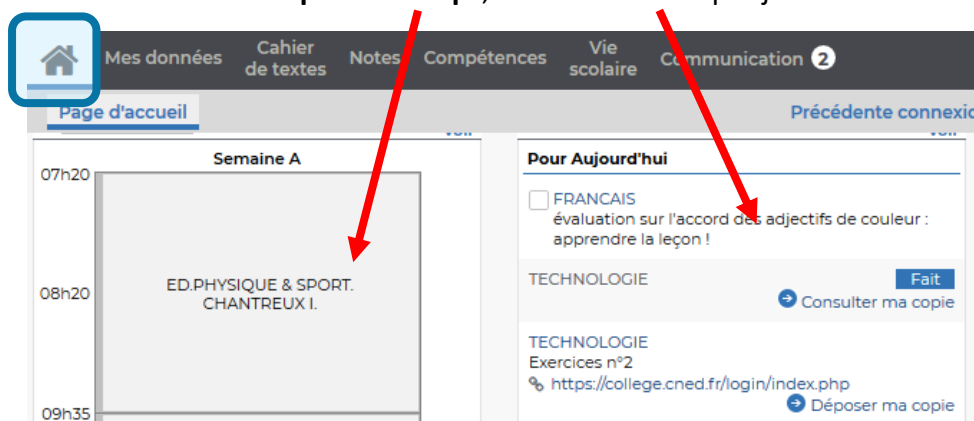 Mes données
Cahier
de textes
Notes
Compétences
Vie
scolaire
Communication 2
Page d'accueil
Précédente connexio
Semaine A
07h20
ED.PHYSIQUE & SPORT.
CHANTREUX I.
08h20
09h35
Pour Aujourd'hui
FRANCAIS
évaluation sur l'accord des adjectifs de couleur :
apprendre la leçon !
TECHNOLOGIE
Fait
Consulter ma copie
TECHNOLOGIE
Exercices n°2
https://college.cned.fr/login/index.php
Déposer ma copie